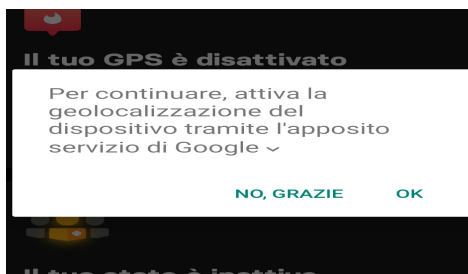 Il tuo GPS è disattivato
Per continuare, attiva la
geolocalizzazione del
dispositivo tramite l'apposito
servizio di Google
NO, GRAZIE OK
Il tuo stato è inattivo